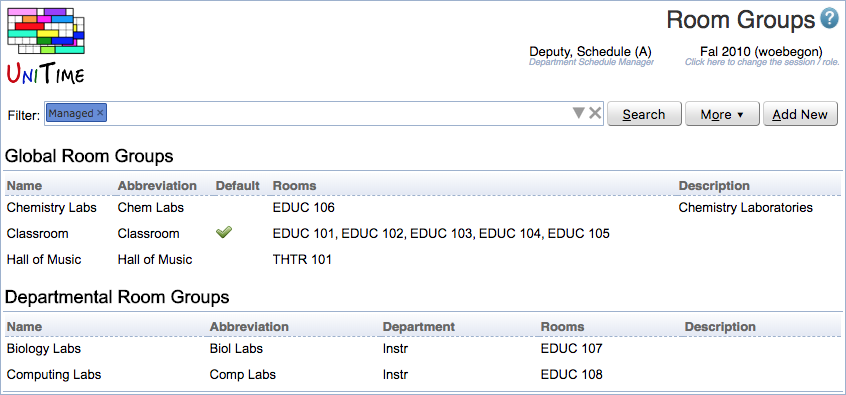 Room Groups ?
UniTime
Deputy, Schedule (A) Fal 2010 (woebegon)
Department Schedule Manager Click here to change the session / role.
Filter: Managed × Search More ▼ Add New
Global Room Groups
Name Abbreviation Default Rooms Description
Chemistry Labs Chem Labs EDUC 106 Chemistry Laboratories
Classroom Classroom EDUC 101, EDUC 102, EDUC 103, EDUC 104, EDUC 105
Hall of Music Hall of Music THTR 101
Departmental Room Groups
Name Abbreviation Department Rooms Description
Biology Labs Biol Labs Instr EDUC 107
Computing Labs Comp Labs Instr EDUC 108